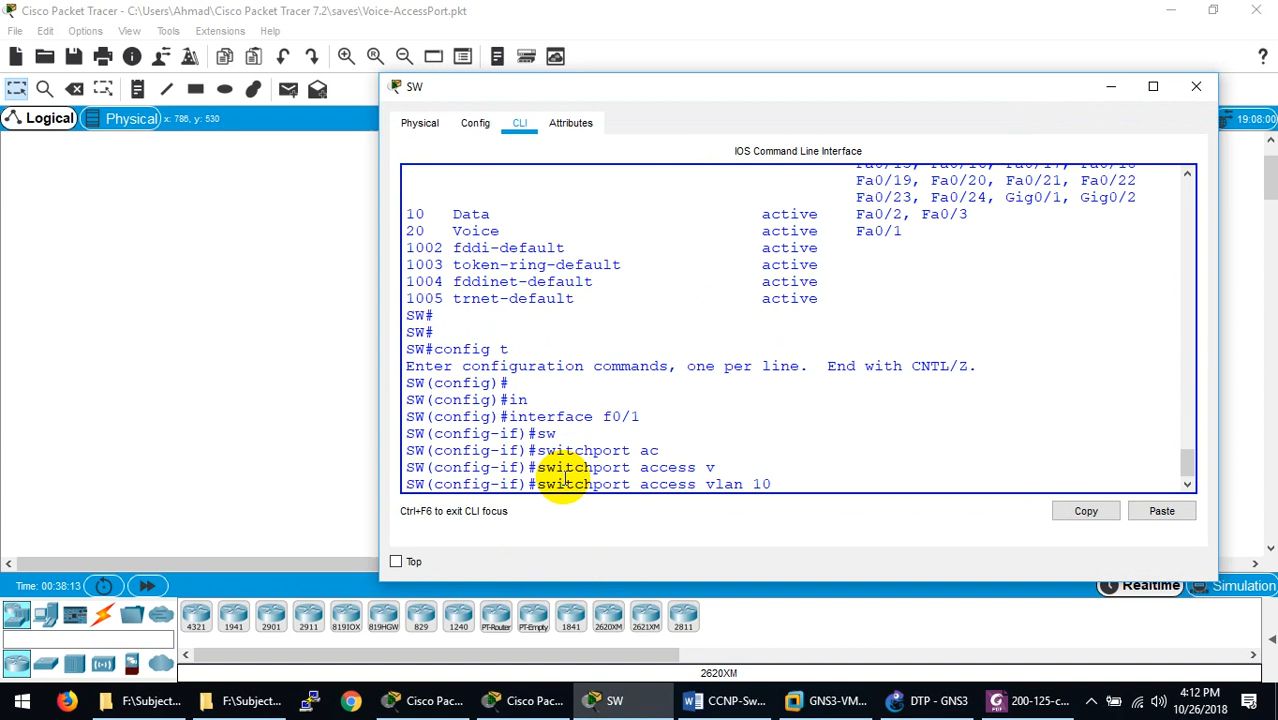 Cisco Packet Tracer - C:\Users\Ahmad\Cisco Packet Tracer 7.2\saves\Voice-AccessPort.pkt
File Edit Options View Tools Extensions Help
Logical Physical x: 786, y: 530
19:08:00
SW
Physical Config CLI Attributes
IOS Command Line Interface
Fa0/19, Fa0/20, Fa0/21, Fa0/22
Fa0/23, Fa0/24, Gig0/1, Gig0/2
10 Data active Fa0/2, Fa0/3
20 Voice active Fa0/1
1002 fddi-default active
1003 token-ring-default active
1004 fddinet-default active
1005 trnet-default active
SW#
SW#
SW#config t
Enter configuration commands, one per line. End with CNTL/Z.
SW(config)#
SW(config)#in
SW(config)#interface f0/1
SW(config-if)#sw
SW(config-if)#switchport ac
SW(config-if)#switchport access v
SW(config-if)#switchport access vlan 10
Ctrl+F6 to exit CLI focus
Copy Paste
Top
Time: 00:38:13
Realtime Simulation
4321 1941 2901 2911 819IOX 819HGW 829 1240 PT-Router PT-Empty 1841 2620XM 2621XM 2811
2620XM
F:\Subject... F:\Subject... Cisco Pac... Cisco Pac... SW CCNP-Sw... GNS3-VM... DTP - GNS3 200-125-c...
4:12 PM
10/26/2018